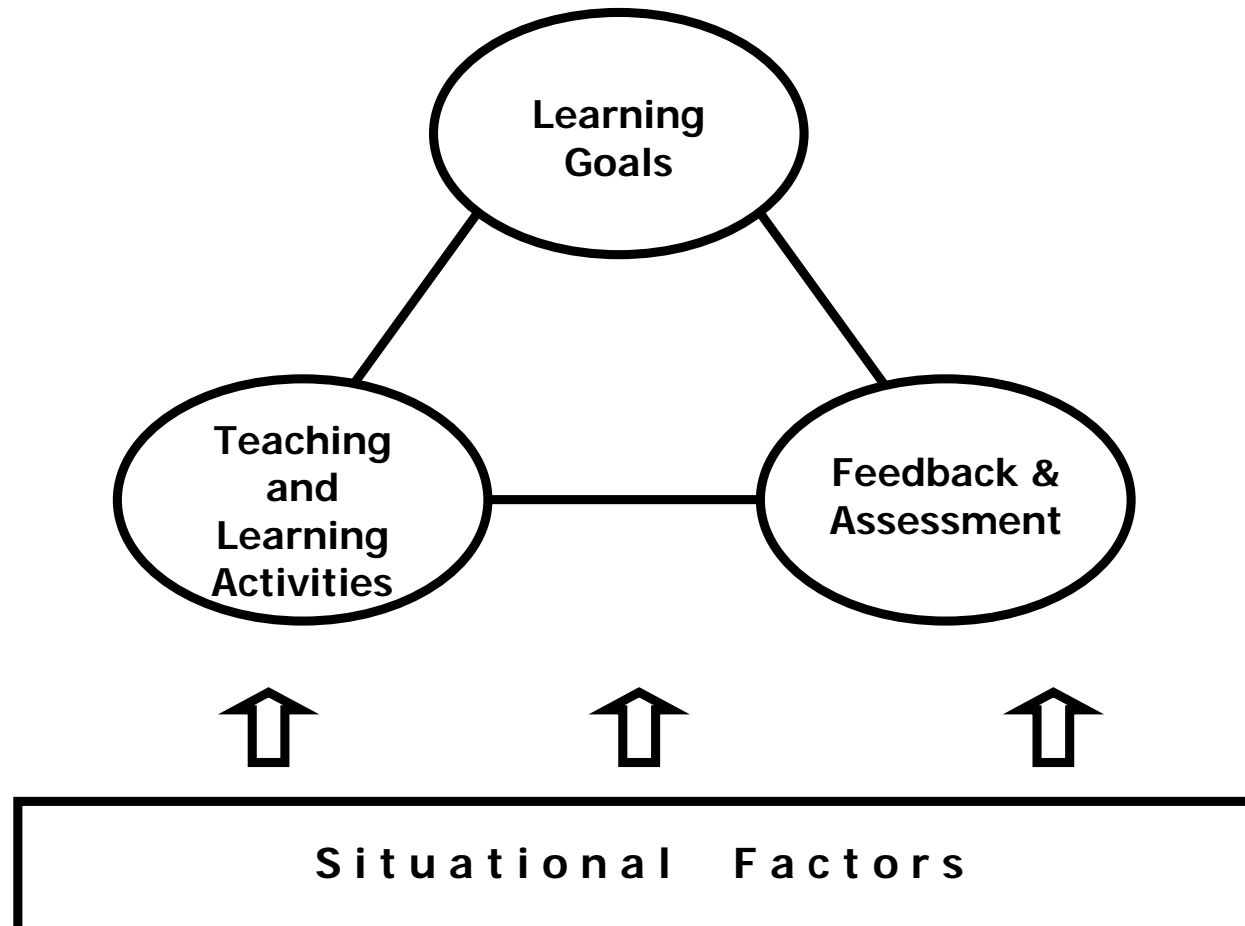 Learning
Goals
Teaching
and
Learning
Activities
Feedback &
Assessment
Situational Factors